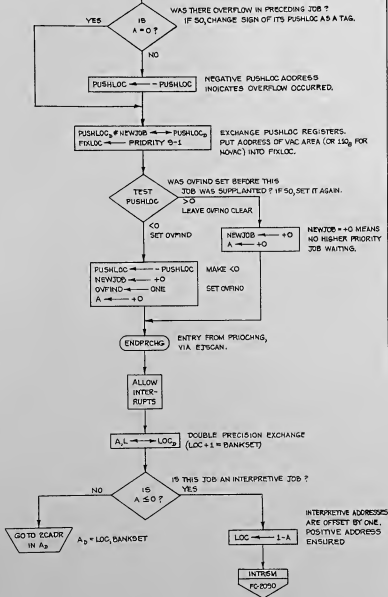 WAS THERE OVERFLOW IN PRECEDING JOB?
IF SO, CHANGE SIGN OF ITS PUSHLOC AS A TAG.
YES
IS
A = 0?
NO
PUSHLOC ← - PUSHLOC
NEGATIVE PUSHLOC ADDRESS
INDICATES OVERFLOW OCCURRED.
PUSHLOC_D + NEWJOB ↔ PUSHLOC_D
FIXLOC ← PRIORITY 9-1
EXCHANGE PUSHLOC REGISTERS.
PUT ADDRESS OF VAC AREA (OR 110_8 FOR
NOVAC) INTO FIXLOC.
WAS OVFIND SET BEFORE THIS
JOB WAS SUPPLANTED? IF SO, SET IT AGAIN.
TEST
PUSHLOC
>0
LEAVE OVFIND CLEAR
<0
SET OVFIND
NEWJOB ← +0
A ← +0
NEWJOB = +0 MEANS
NO HIGHER PRIORITY
JOB WAITING.
PUSHLOC ← - PUSHLOC
NEWJOB ← +0
OVFIND ← ONE
A ← +0
MAKE <0
SET OVFIND
ENDPRCHG
ENTRY FROM PRIOCHNG,
VIA EJSCAN.
ALLOW
INTER-
RUPTS
A,L ↔ LOC_D
DOUBLE PRECISION EXCHANGE
(LOC+1 = BANKSET)
IS THIS JOB AN INTERPRETIVE JOB?
NO
IS
A ≤ 0?
YES
GO TO 2CADR
IN A_D
A_D = LOC, BANKSET
LOC ← 1-A
INTERPRETIVE ADDRESSES
ARE OFFSET BY ONE.
POSITIVE ADDRESS
ENSURED
INTRSM
FC-2050